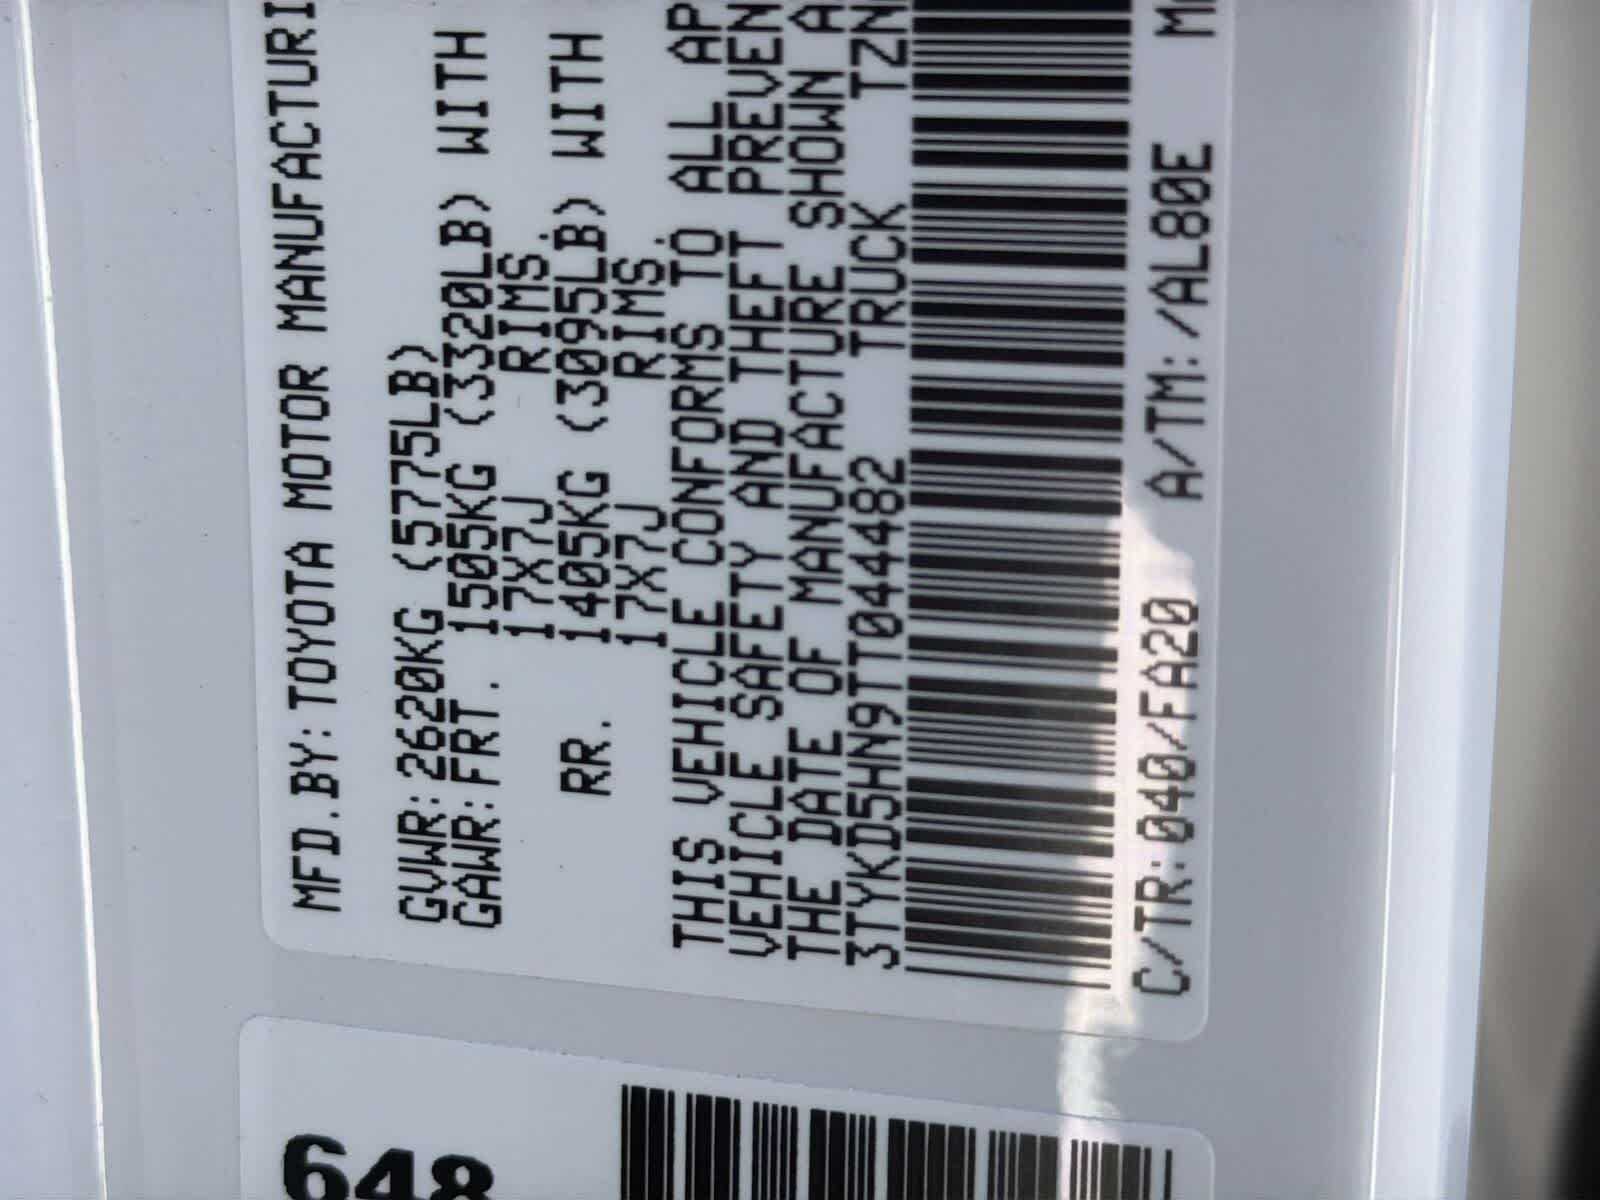 MFD.BY:TOYOTA MOTOR MANUFACTURI
GVWR:2620KG (5775LB)
GAWR:FRT. 1505KG (3320LB) WITH
17X7J RIMS.
RR. 1405KG (3095LB) WITH
17X7J RIMS.
THIS VEHICLE CONFORMS TO ALL AP
VEHICLE SAFETY AND THEFT PREVEN
THE DATE OF MANUFACTURE SHOWN A
3TYKD5HN9TT044482 TRUCK TZN
C/TR:040/FA20 A/TM:/AL80E M
648